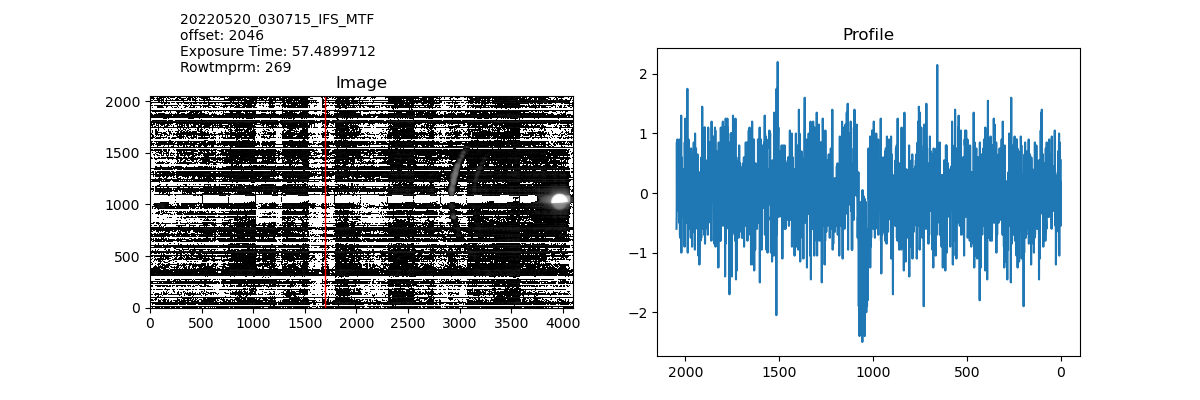 20220520_030715_IFS_MTF
offset: 2046
Exposure Time: 57.4899712
Rowtmprm: 269
Image
2000
1500
1000
500
0
0 500 1000 1500 2000 2500 3000 3500 4000
Profile
2
1
0
−1
−2
2000 1500 1000 500 0